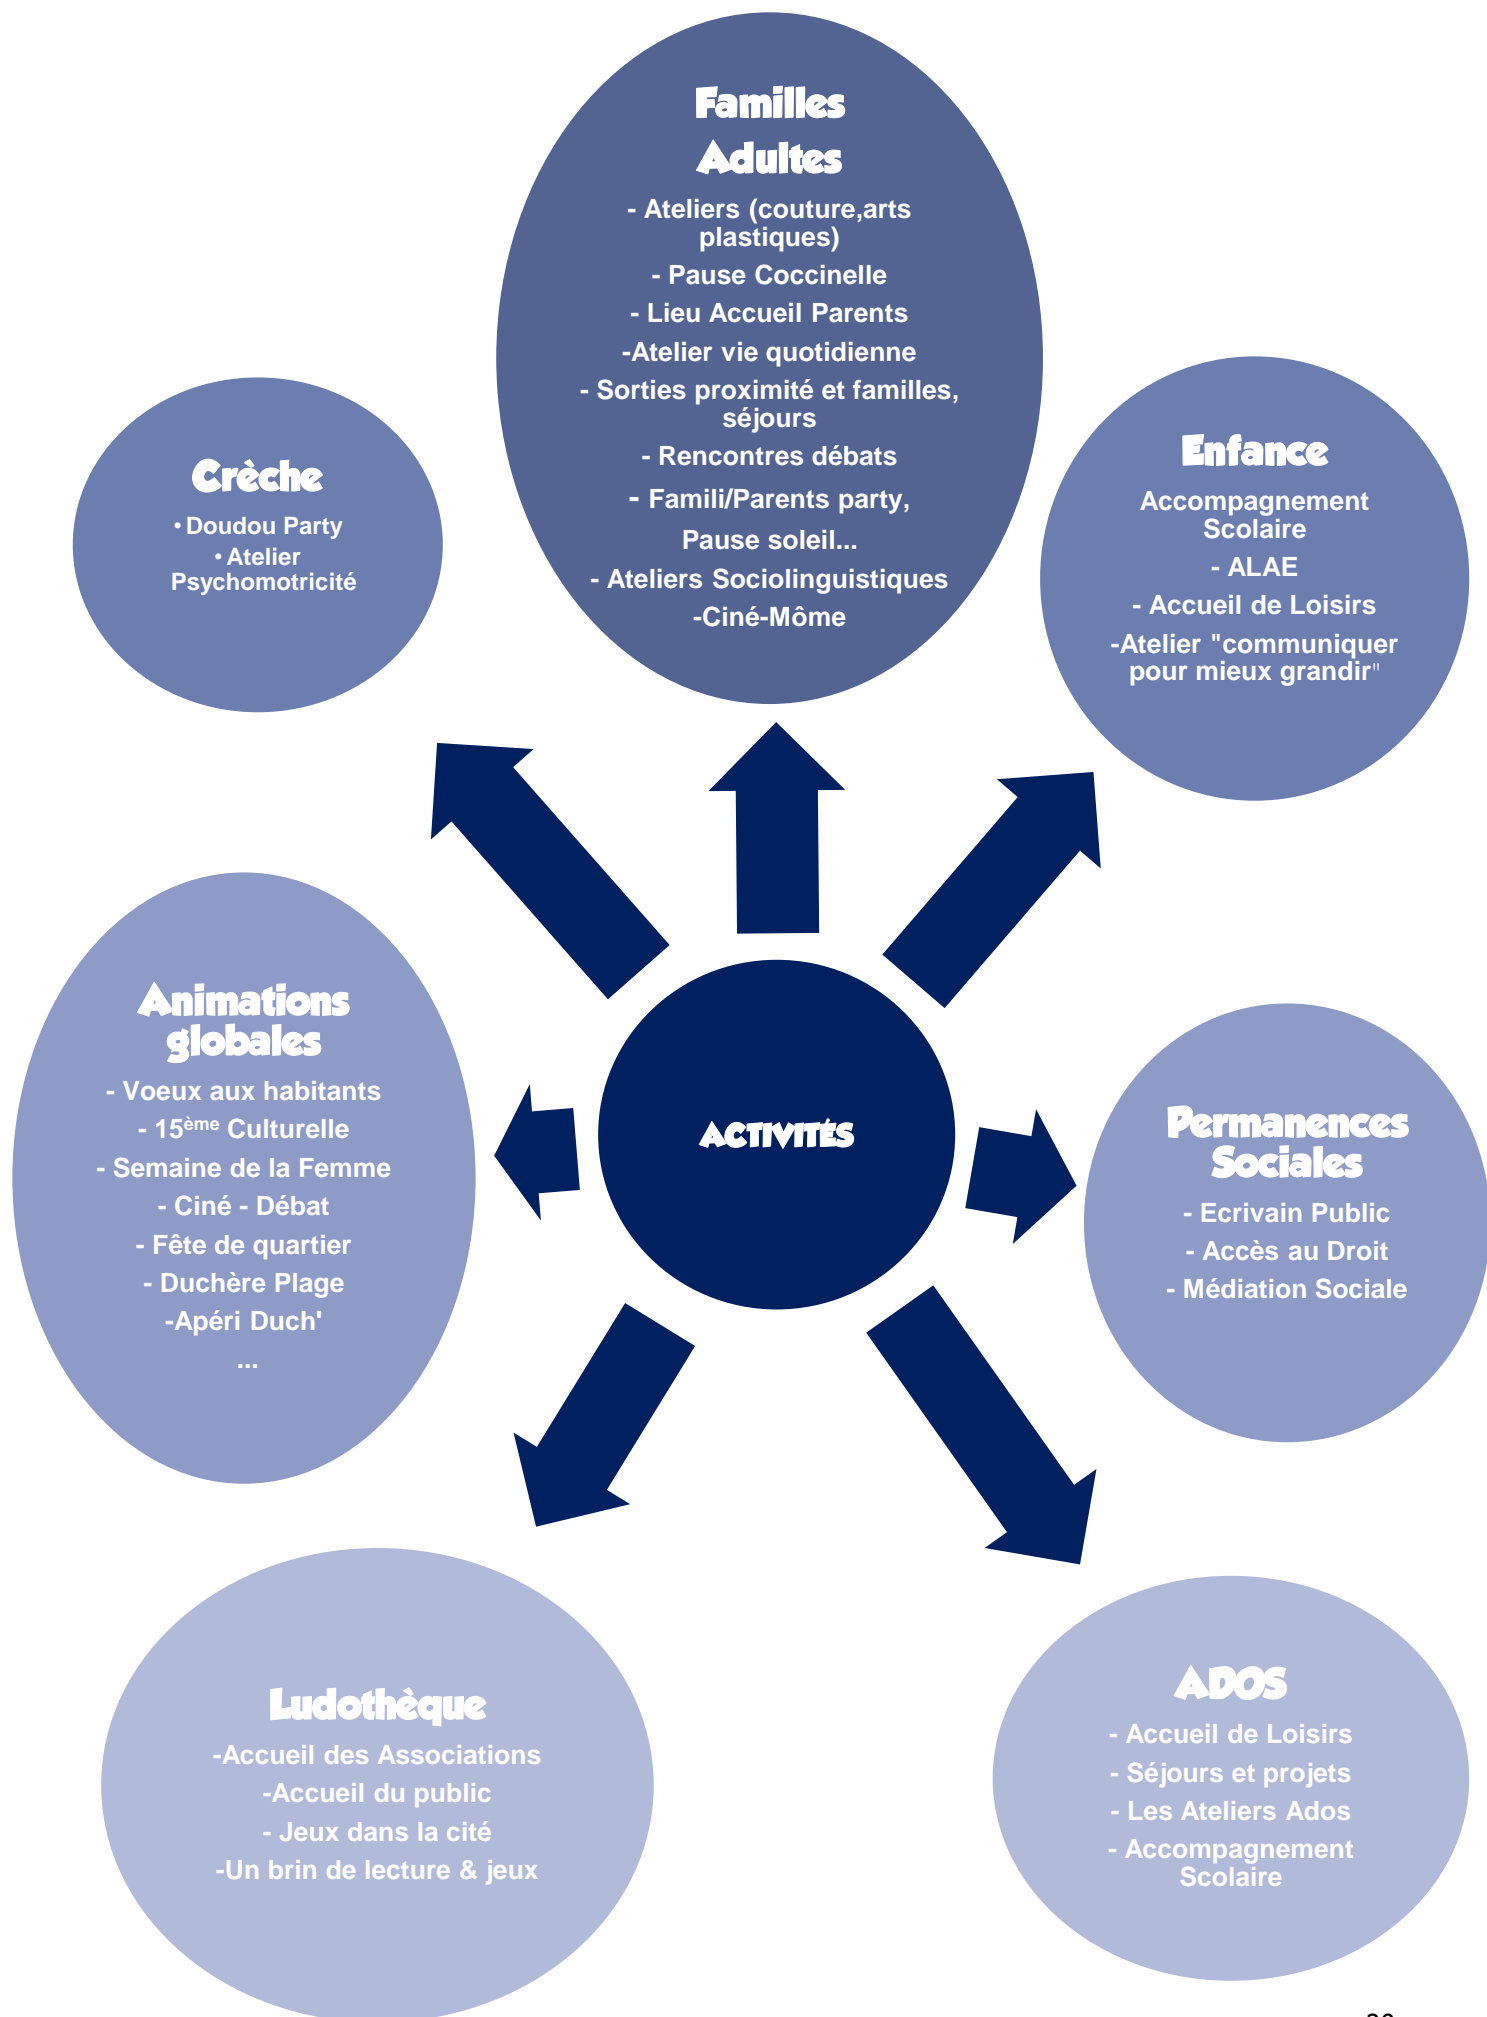 Familles
Adultes
- Ateliers (couture,arts
plastiques)
- Pause Coccinelle
- Lieu Accueil Parents
-Atelier vie quotidienne
- Sorties proximité et familles,
séjours
- Rencontres débats
- Famili/Parents party,
Pause soleil...
- Ateliers Sociolinguistiques
-Ciné-Môme
Crèche
• Doudou Party
• Atelier
Psychomotricité
Enfance
Accompagnement
Scolaire
- ALAE
- Accueil de Loisirs
-Atelier "communiquer
pour mieux grandir"
Animations
globales
- Voeux aux habitants
- 15ème Culturelle
- Semaine de la Femme
- Ciné - Débat
- Fête de quartier
- Duchère Plage
-Apéri Duch'
...
ACTIVITÉS
Permanences
Sociales
- Ecrivain Public
- Accès au Droit
- Médiation Sociale
Ludothèque
-Accueil des Associations
-Accueil du public
- Jeux dans la cité
-Un brin de lecture & jeux
ADOS
- Accueil de Loisirs
- Séjours et projets
- Les Ateliers Ados
- Accompagnement
Scolaire